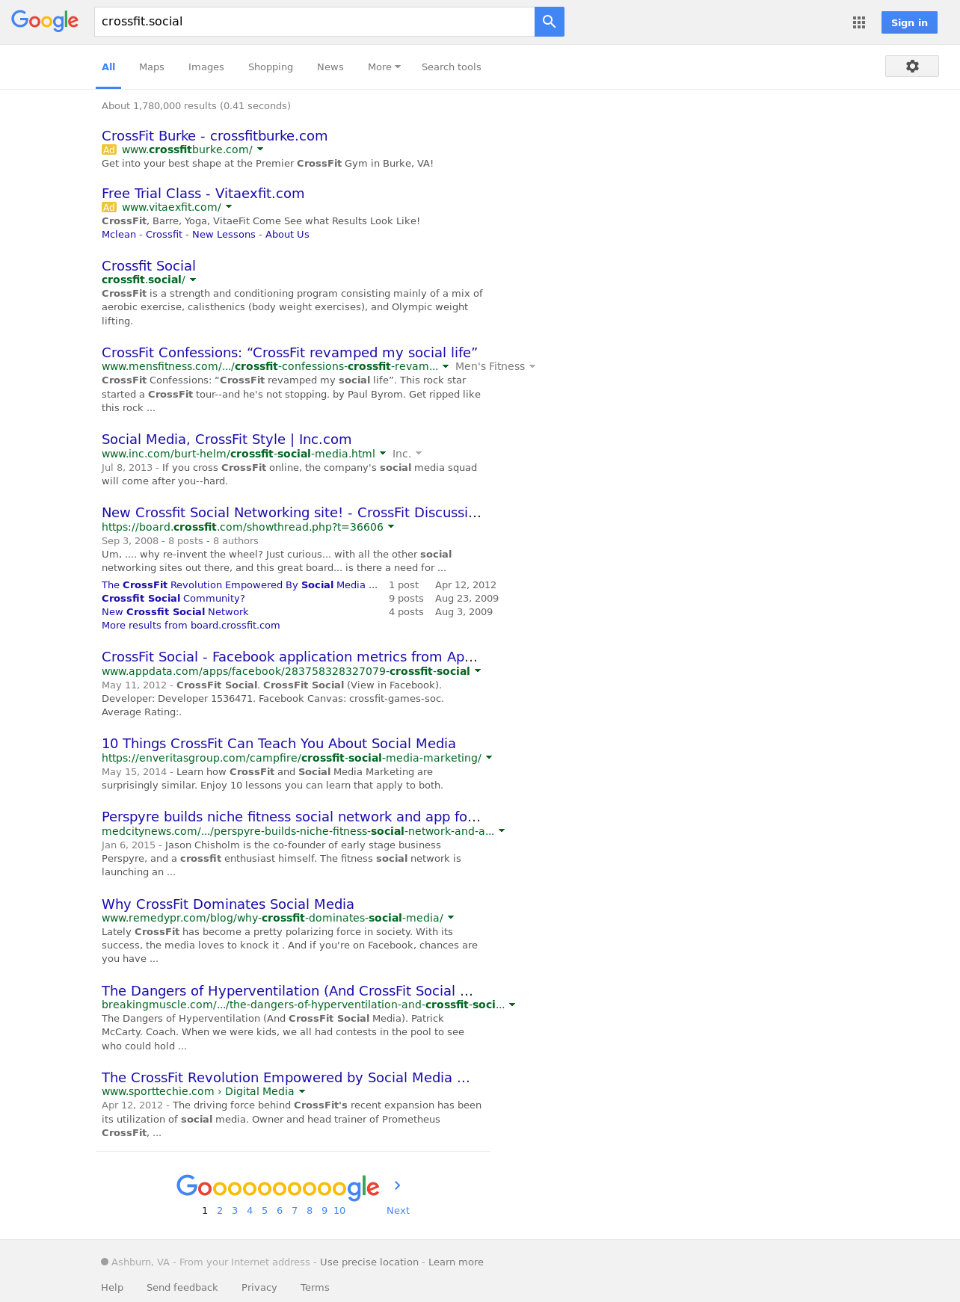 Google
crossfit.social
Sign in
All Maps Images Shopping News More Search tools
About 1,780,000 results (0.41 seconds)
CrossFit Burke - crossfitburke.com
Ad www.crossfitburke.com/
Get into your best shape at the Premier CrossFit Gym in Burke, VA!
Free Trial Class - Vitaexfit.com
Ad www.vitaexfit.com/
CrossFit, Barre, Yoga, VitaeFit Come See what Results Look Like!
Mclean - Crossfit - New Lessons - About Us
Crossfit Social
crossfit.social/
CrossFit is a strength and conditioning program consisting mainly of a mix of
aerobic exercise, calisthenics (body weight exercises), and Olympic weight
lifting.
CrossFit Confessions: “CrossFit revamped my social life”
www.mensfitness.com/.../crossfit-confessions-crossfit-revam... Men's Fitness
CrossFit Confessions: “CrossFit revamped my social life”. This rock star
started a CrossFit tour--and he's not stopping. by Paul Byrom. Get ripped like
this rock ...
Social Media, CrossFit Style | Inc.com
www.inc.com/burt-helm/crossfit-social-media.html Inc.
Jul 8, 2013 - If you cross CrossFit online, the company's social media squad
will come after you--hard.
New Crossfit Social Networking site! - CrossFit Discussi...
https://board.crossfit.com/showthread.php?t=36606
Sep 3, 2008 - 8 posts - 8 authors
Um, .... why re-invent the wheel? Just curious... with all the other social
networking sites out there, and this great board... is there a need for ...
The CrossFit Revolution Empowered By Social Media ... 1 post Apr 12, 2012
Crossfit Social Community? 9 posts Aug 23, 2009
New Crossfit Social Network 4 posts Aug 3, 2009
More results from board.crossfit.com
CrossFit Social - Facebook application metrics from Ap...
www.appdata.com/apps/facebook/283758328327079-crossfit-social
May 11, 2012 - CrossFit Social. CrossFit Social (View in Facebook).
Developer: Developer 1536471. Facebook Canvas: crossfit-games-soc.
Average Rating:.
10 Things CrossFit Can Teach You About Social Media
https://enveritasgroup.com/campfire/crossfit-social-media-marketing/
May 15, 2014 - Learn how CrossFit and Social Media Marketing are
surprisingly similar. Enjoy 10 lessons you can learn that apply to both.
Perspyre builds niche fitness social network and app fo...
medcitynews.com/.../perspyre-builds-niche-fitness-social-network-and-a...
Jan 6, 2015 - Jason Chisholm is the co-founder of early stage business
Perspyre, and a crossfit enthusiast himself. The fitness social network is
launching an ...
Why CrossFit Dominates Social Media
www.remedypr.com/blog/why-crossfit-dominates-social-media/
Lately CrossFit has become a pretty polarizing force in society. With its
success, the media loves to knock it . And if you're on Facebook, chances are
you have ...
The Dangers of Hyperventilation (And CrossFit Social ...
breakingmuscle.com/.../the-dangers-of-hyperventilation-and-crossfit-soci...
The Dangers of Hyperventilation (And CrossFit Social Media). Patrick
McCarty. Coach. When we were kids, we all had contests in the pool to see
who could hold ...
The CrossFit Revolution Empowered by Social Media ...
www.sporttechie.com › Digital Media
Apr 12, 2012 - The driving force behind CrossFit's recent expansion has been
its utilization of social media. Owner and head trainer of Prometheus
CrossFit, ...
Goooooooooogle
1 2 3 4 5 6 7 8 9 10 Next
Ashburn, VA - From your Internet address - Use precise location - Learn more
Help Send feedback Privacy Terms